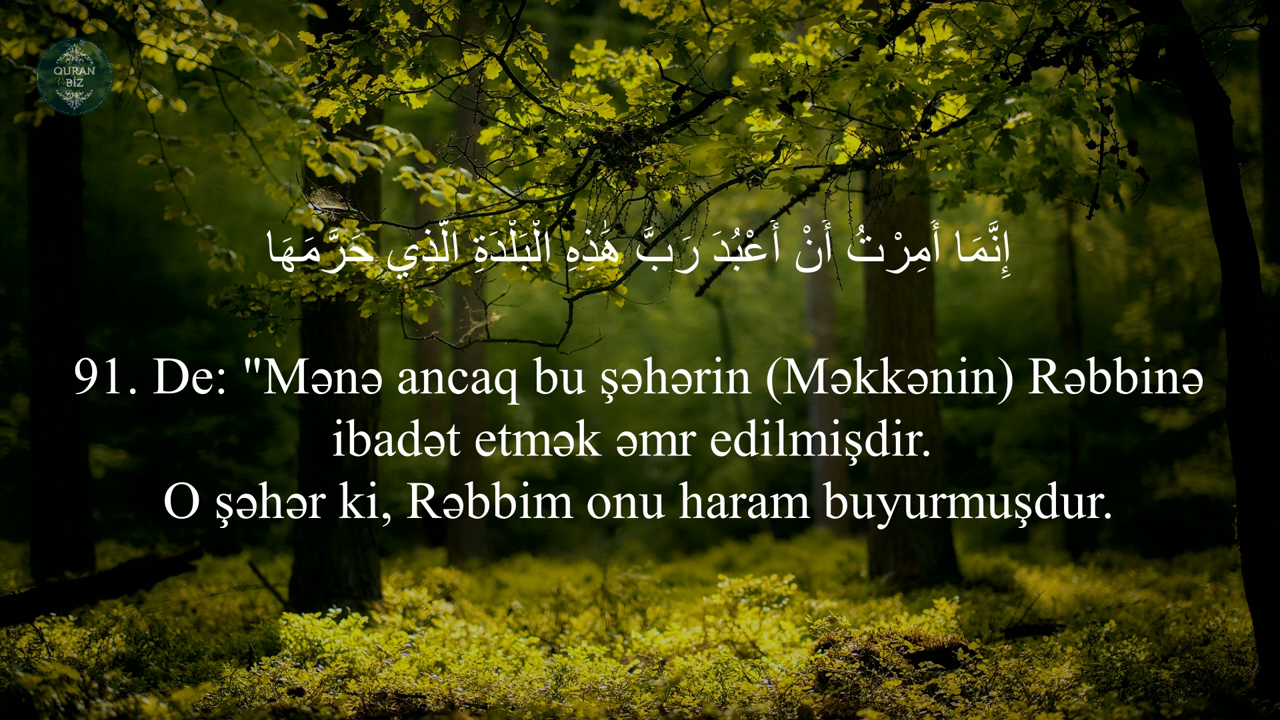 QURAN
BİZ
إِنَّمَا أُمِرْتُ أَنْ أَعْبُدَ رَبَّ هَٰذِهِ الْبَلْدَةِ الَّذِي حَرَّمَهَا
91. De: "Mənə ancaq bu şəhərin (Məkkənin) Rəbbinə
ibadət etmək əmr edilmişdir.
O şəhər ki, Rəbbim onu haram buyurmuşdur.